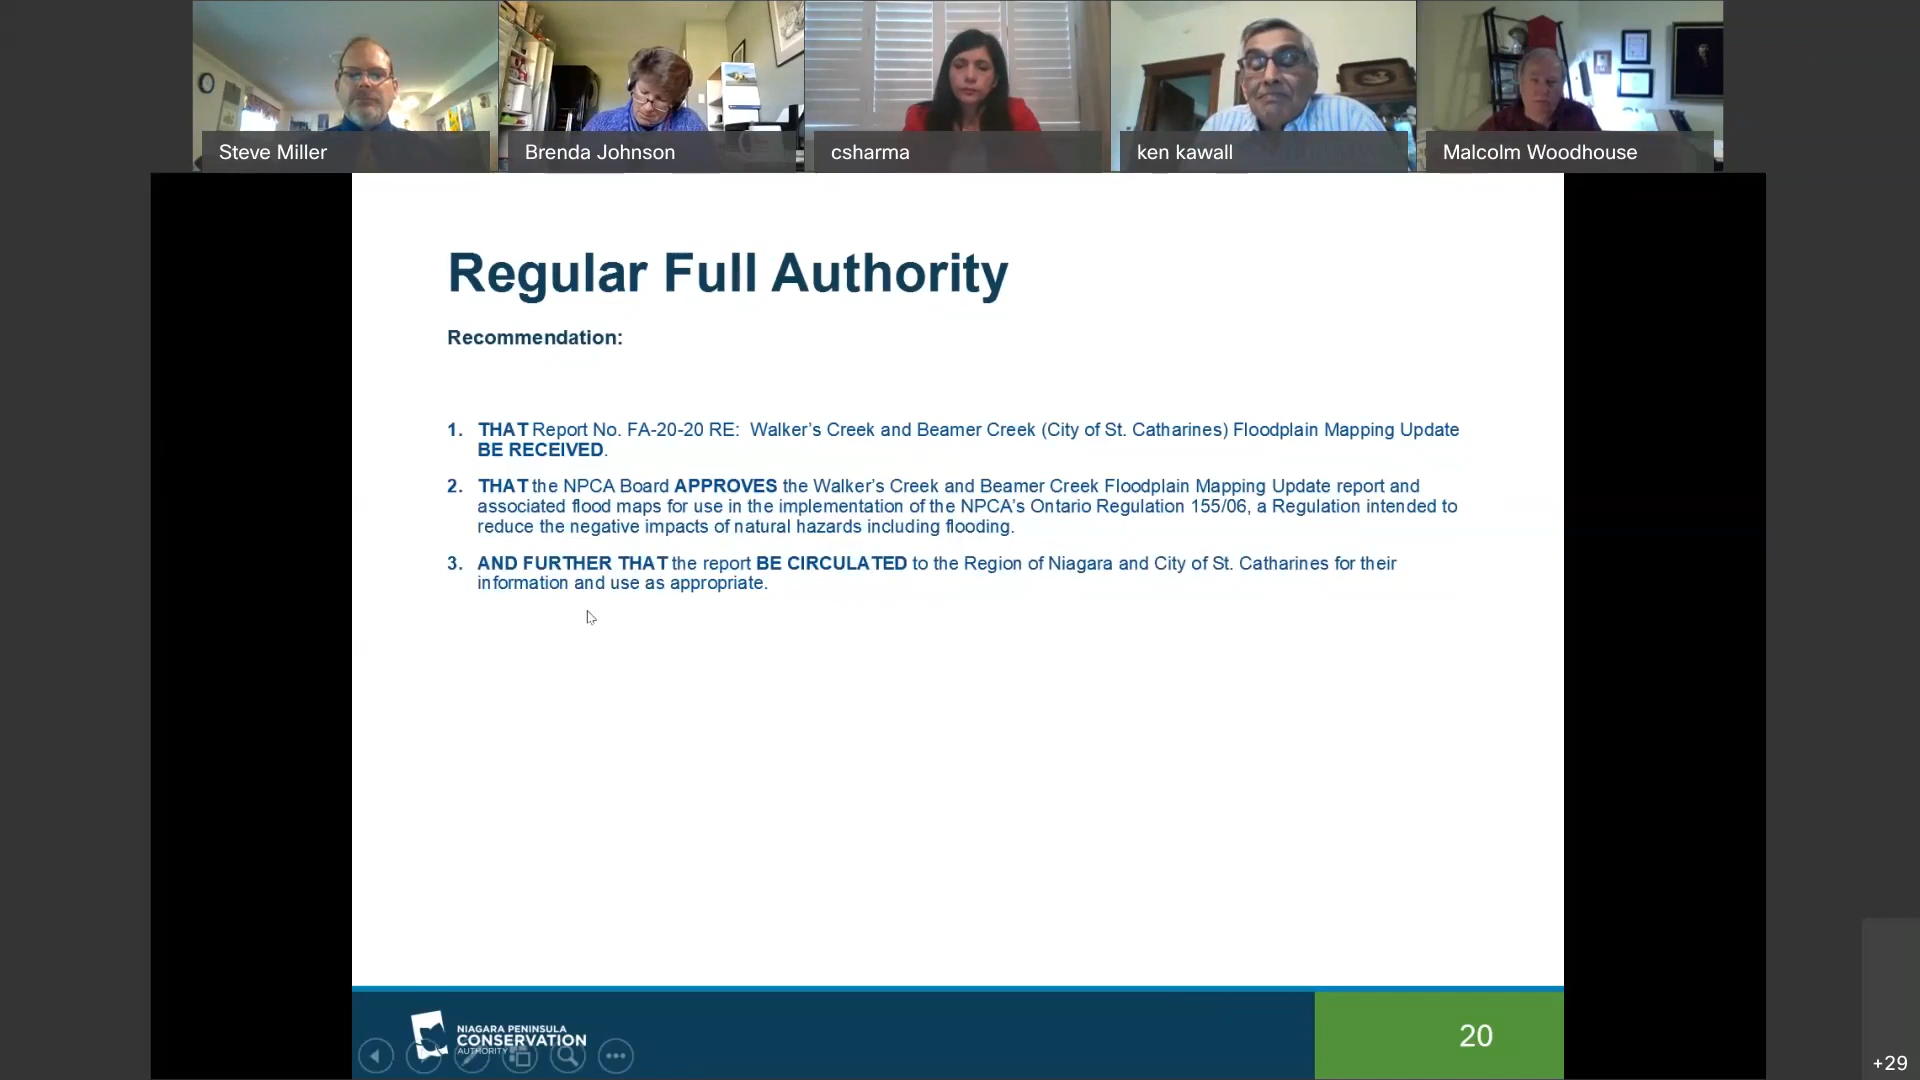 Steve Miller
Brenda Johnson
csharma
ken kawall
Malcolm Woodhouse
Regular Full Authority
Recommendation:
1. THAT Report No. FA-20-20 RE:  Walker's Creek and Beamer Creek (City of St. Catharines) Floodplain Mapping Update
BE RECEIVED.
2. THAT the NPCA Board APPROVES the Walker's Creek and Beamer Creek Floodplain Mapping Update report and
associated flood maps for use in the implementation of the NPCA's Ontario Regulation 155/06, a Regulation intended to
reduce the negative impacts of natural hazards including flooding.
3. AND FURTHER THAT the report BE CIRCULATED to the Region of Niagara and City of St. Catharines for their
information and use as appropriate.
NIAGARA PENINSULA
CONSERVATION
AUTHORITY
20
+29